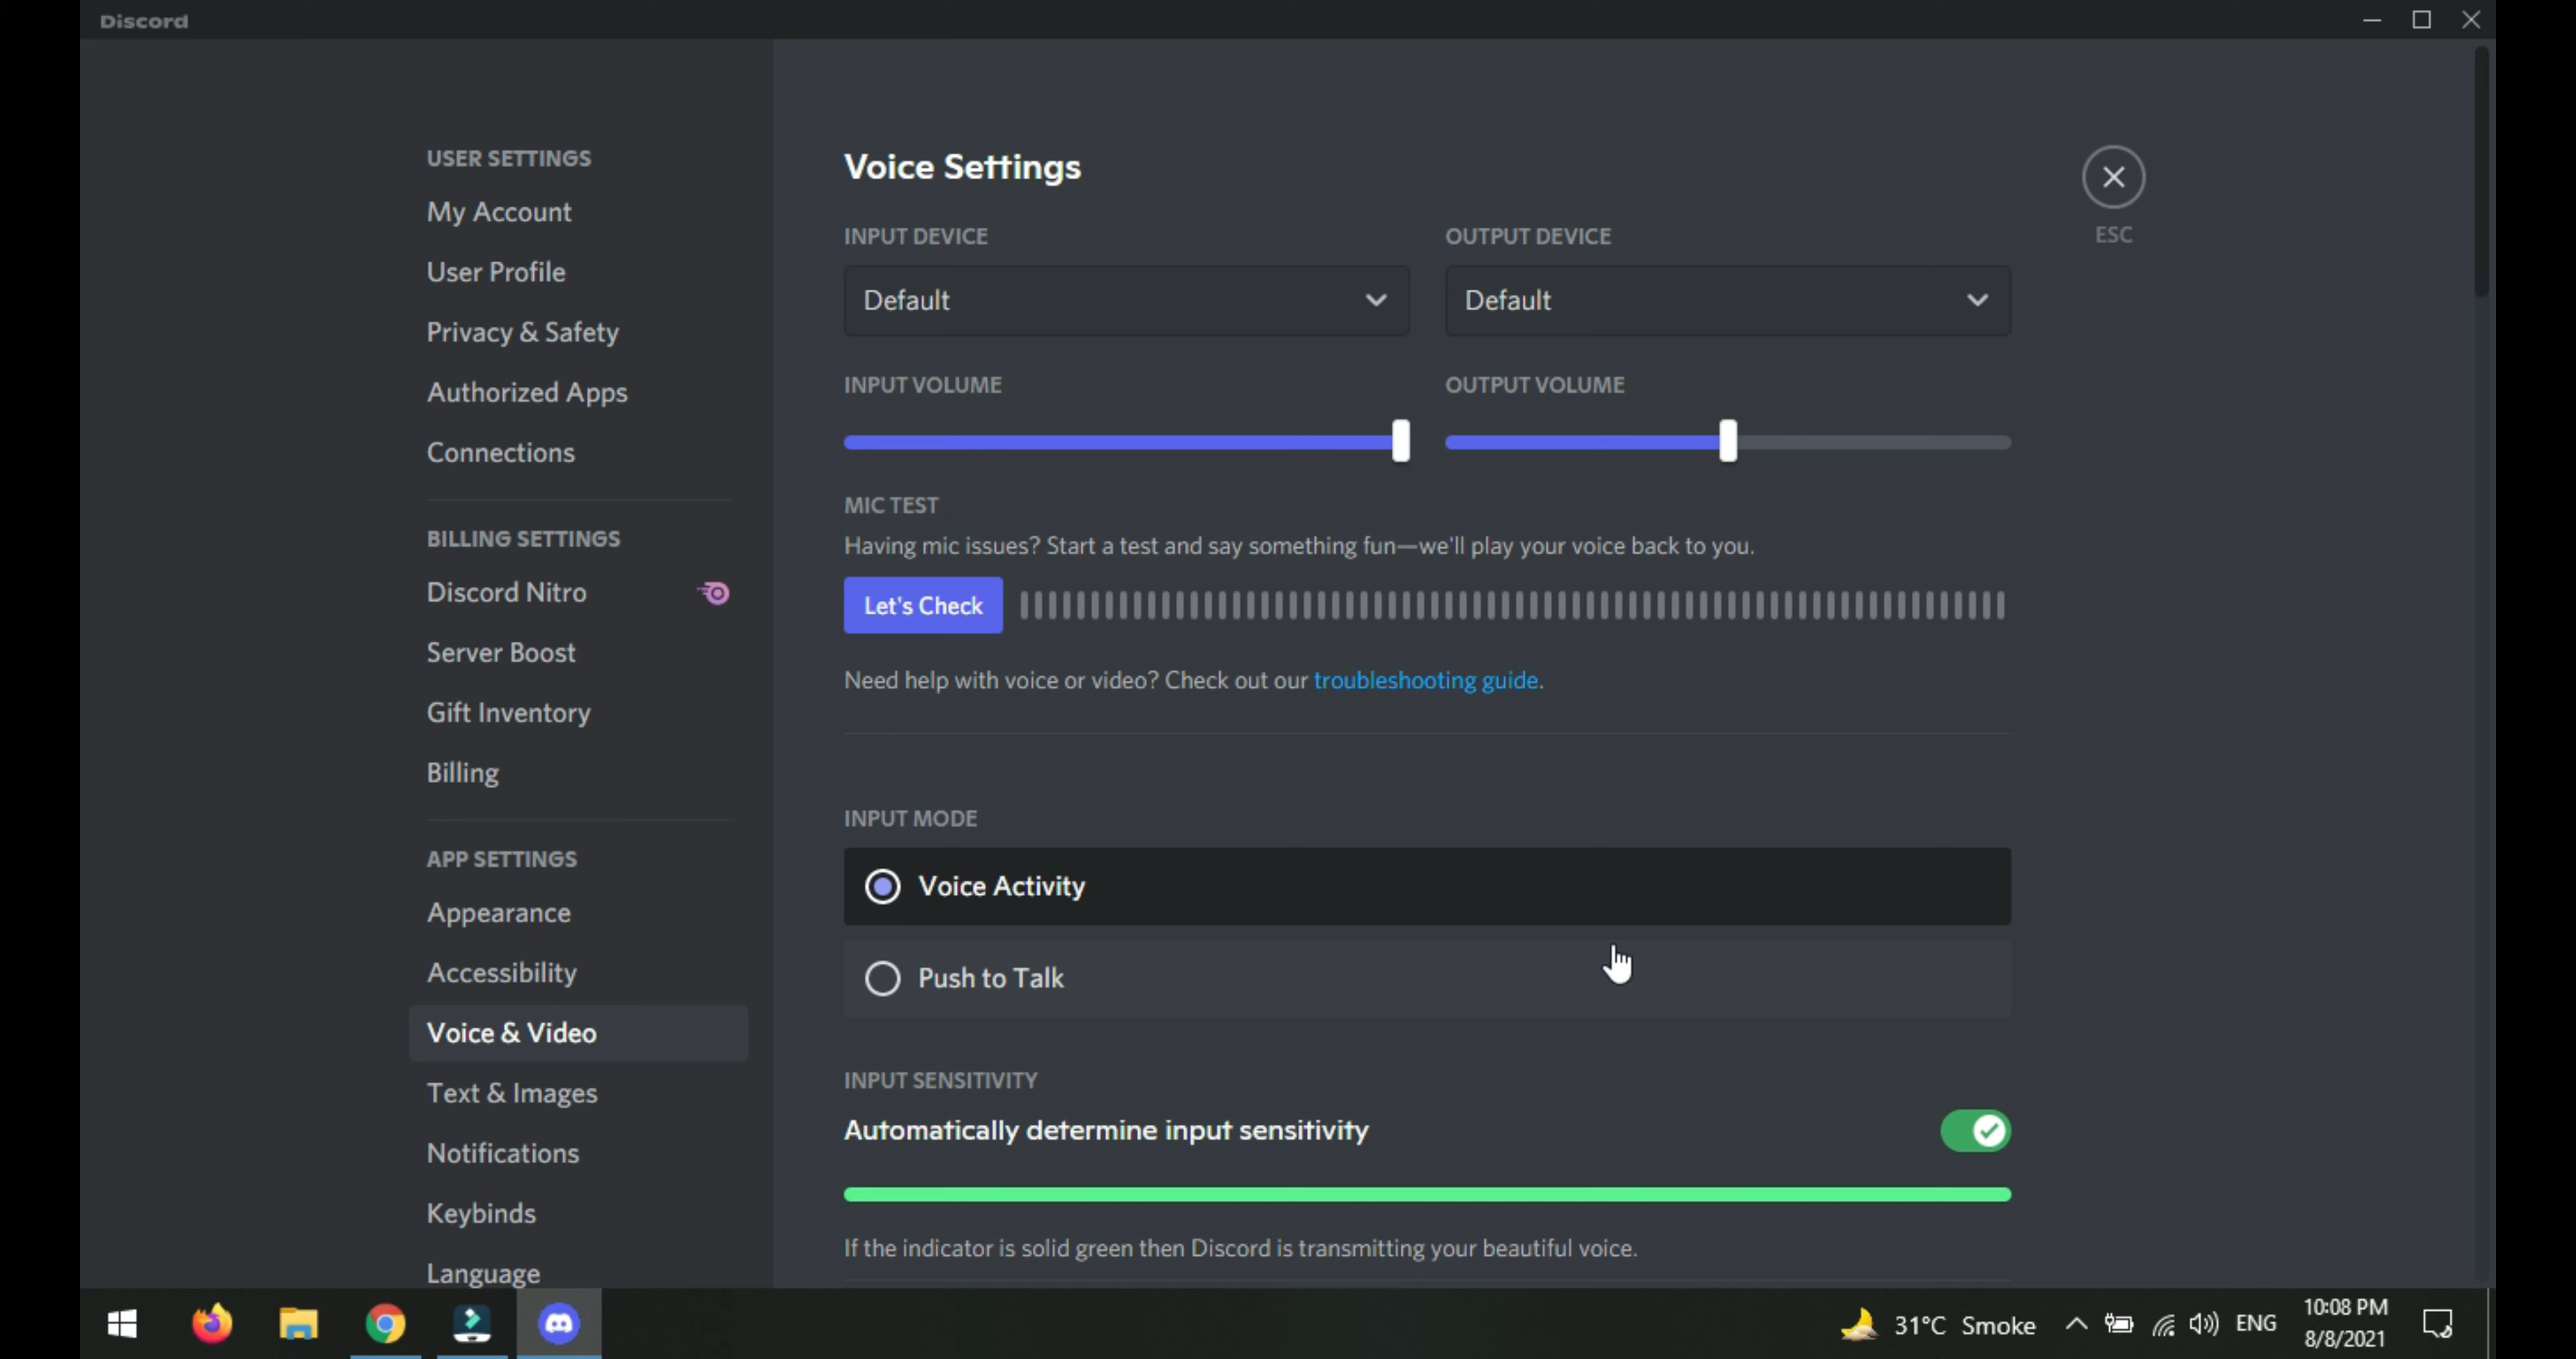 Discord
USER SETTINGS
My Account
User Profile
Privacy & Safety
Authorized Apps
Connections
BILLING SETTINGS
Discord Nitro
Server Boost
Gift Inventory
Billing
APP SETTINGS
Appearance
Accessibility
Voice & Video
Text & Images
Notifications
Keybinds
Language
Voice Settings
INPUT DEVICE
Default
OUTPUT DEVICE
Default
INPUT VOLUME
OUTPUT VOLUME
MIC TEST
Having mic issues? Start a test and say something fun—we'll play your voice back to you.
Let's Check
Need help with voice or video? Check out our troubleshooting guide.
INPUT MODE
Voice Activity
Push to Talk
INPUT SENSITIVITY
Automatically determine input sensitivity
If the indicator is solid green then Discord is transmitting your beautiful voice.
ESC
31°C Smoke
ENG
10:08 PM
8/8/2021